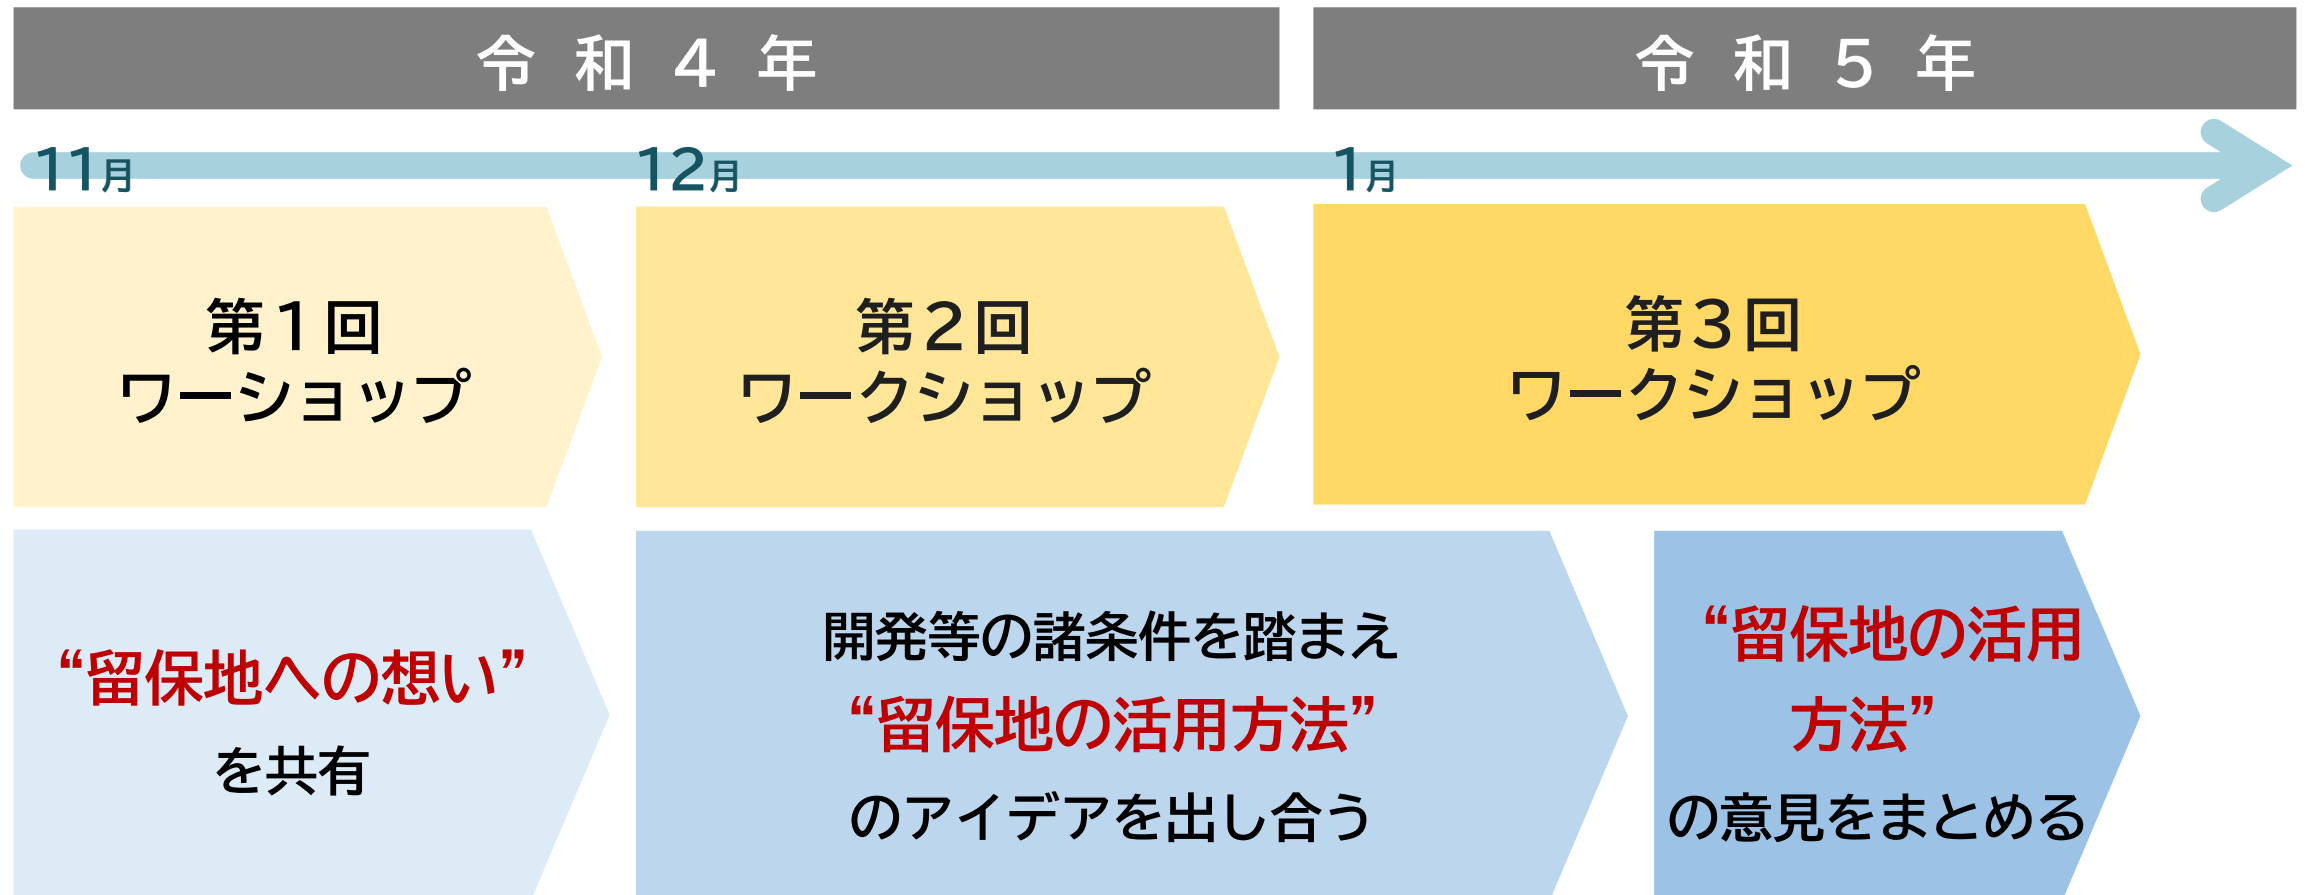 令和4年
令和5年
11月
12月
1月
第1回
ワーショップ
第2回
ワークショップ
第3回
ワークショップ
“留保地への想い”
を共有
開発等の諸条件を踏まえ
“留保地の活用方法”
のアイデアを出し合う
“留保地の活用
方法”
の意見をまとめる